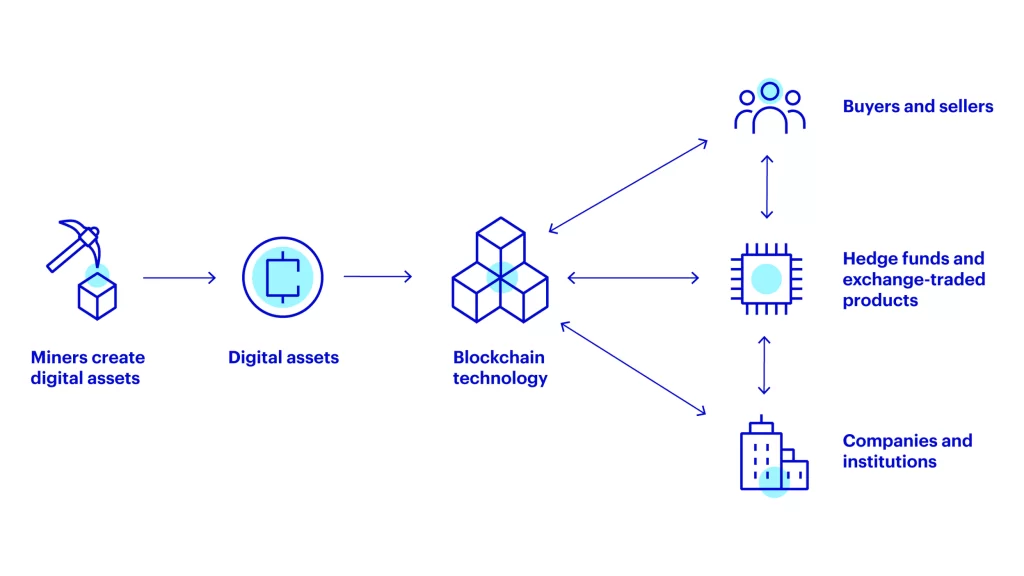 Buyers and sellers
Hedge funds and
exchange-traded
products
Miners create
digital assets
Digital assets
Blockchain
technology
Companies and
institutions